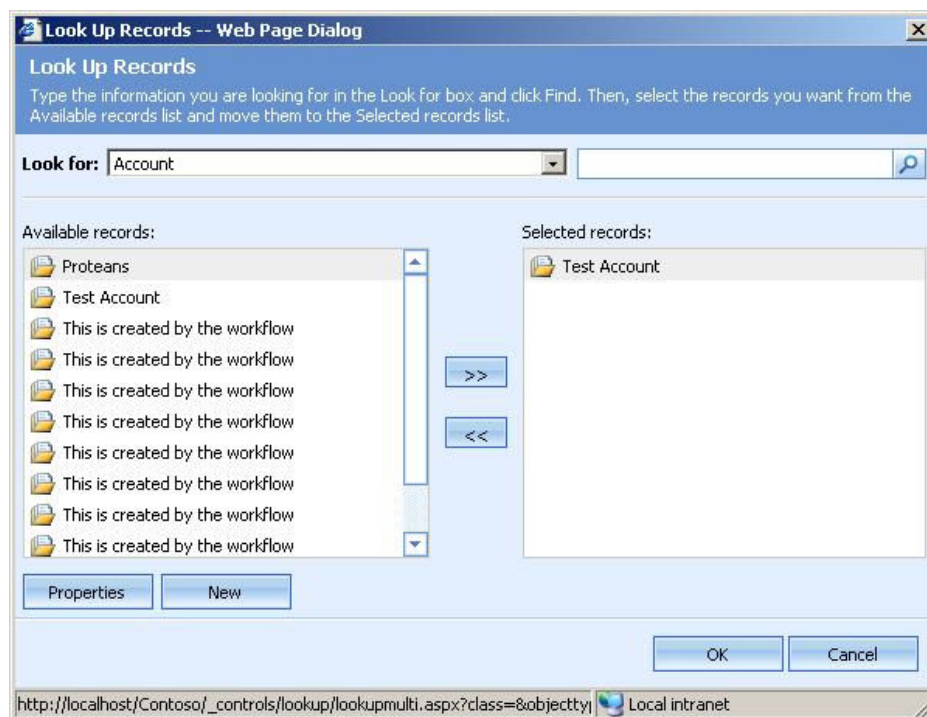 Look Up Records -- Web Page Dialog
Look Up Records
Type the information you are looking for in the Look for box and click Find. Then, select the records you want from the
Available records list and move them to the Selected records list.
Look for: Account
Available records:
Selected records:
Proteans
Test Account
This is created by the workflow
This is created by the workflow
This is created by the workflow
This is created by the workflow
This is created by the workflow
This is created by the workflow
This is created by the workflow
This is created by the workflow
Test Account
>>
<<
Properties
New
OK
Cancel
http://localhost/Contoso/_controls/lookup/lookupmulti.aspx?class=&objectty
Local intranet